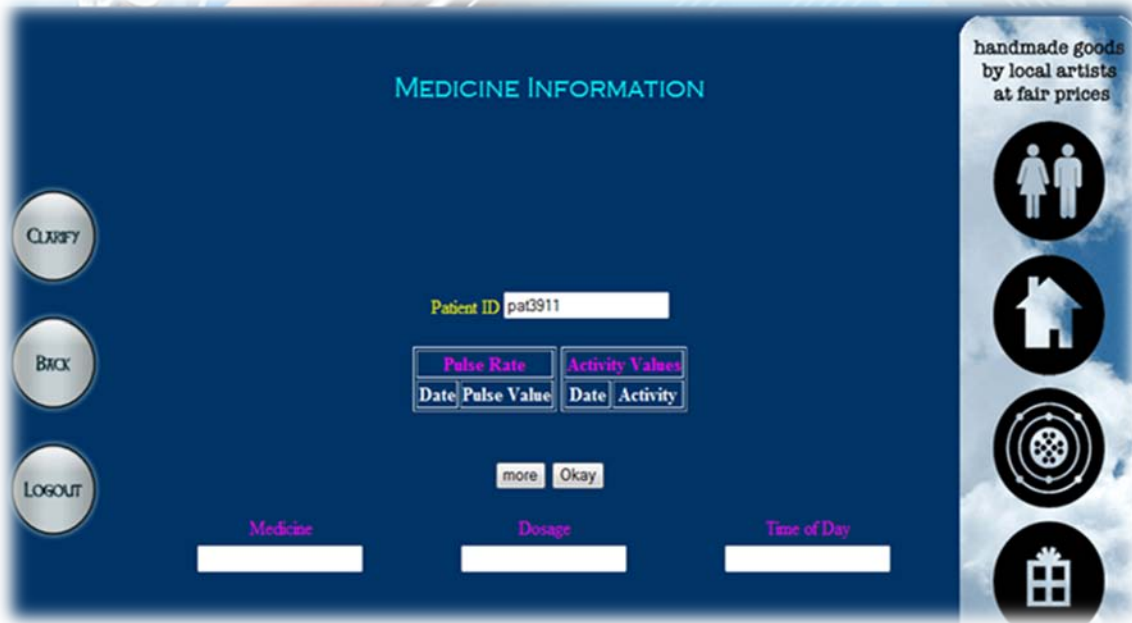 handmade goods
by local artists
at fair prices
MEDICINE INFORMATION
CLARIFY
Patient ID pat3911
BACK
Pulse Rate Activity Values
Date Pulse Value Date Activity
LOGOUT
more Okay
Medicine Dosage Time of Day